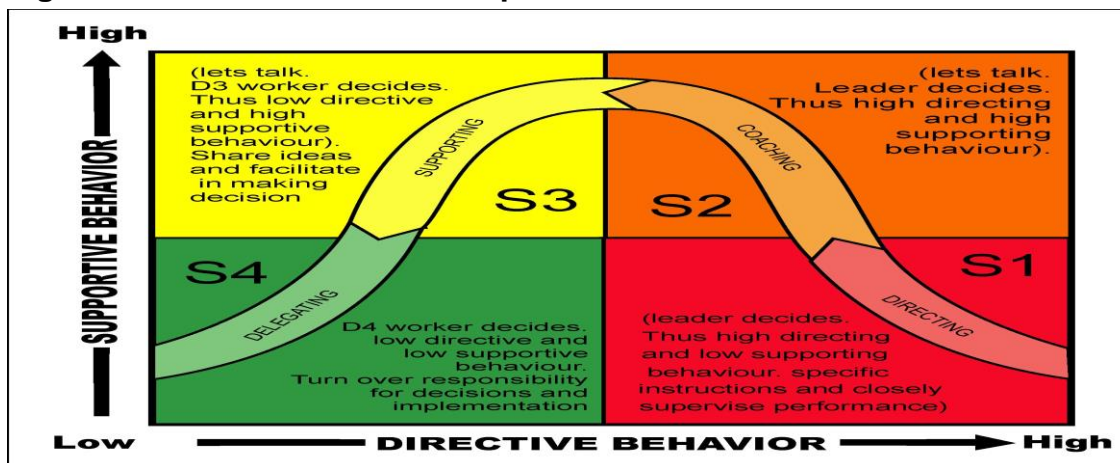 High
SUPPORTIVE BEHAVIOR
(lets talk.
D3 worker decides.
Thus low directive
and high
supportive
behaviour).
Share ideas
and facilitate
in making
decision
SUPPORTING
S3
(lets talk.
Leader decides.
Thus high directing
and high
supporting
behaviour).
COACHING
S2
S4
DELEGATING
D4 worker decides.
low directive and
low supportive
behaviour.
Turn over responsibility
for decisions and
implementation
S1
DIRECTING
(leader decides.
Thus high directing
and low supporting
behaviour. specific
instructions and closely
supervise performance)
Low
DIRECTIVE BEHAVIOR
High